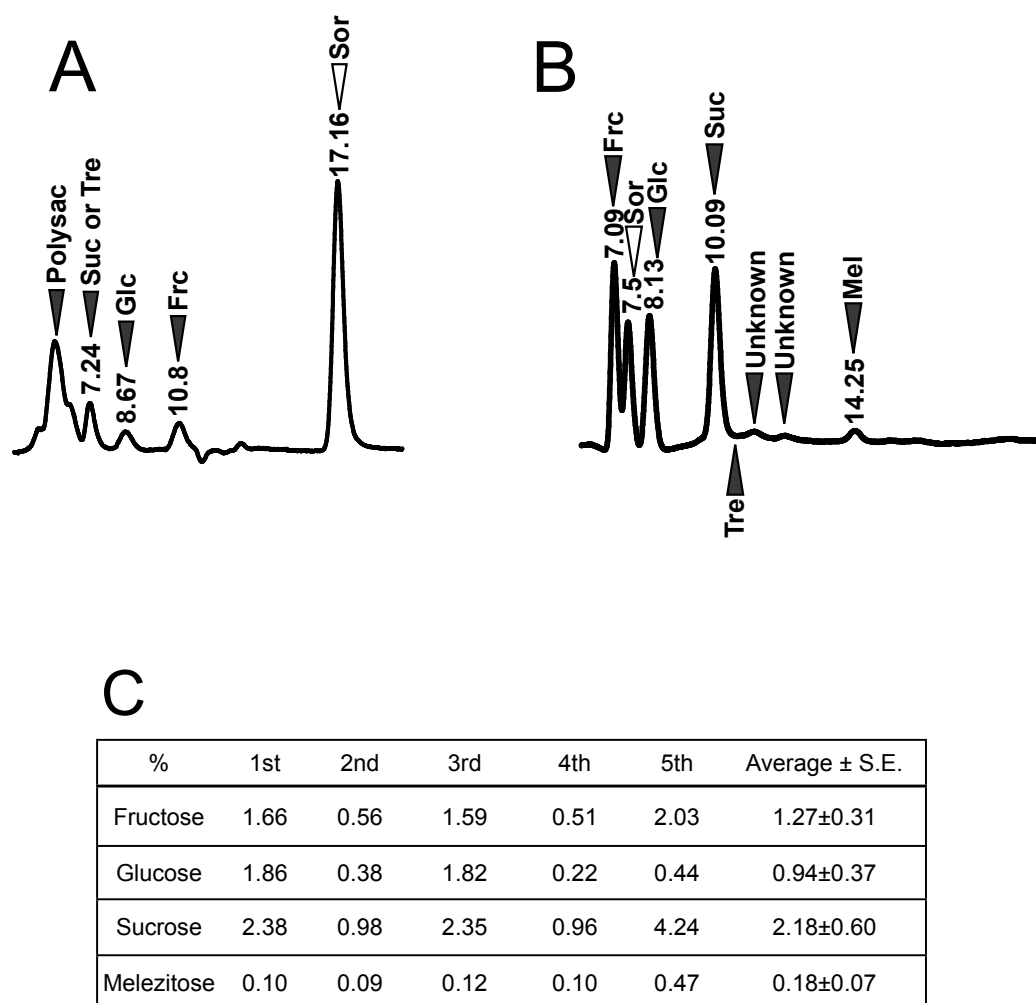 A
Polysac
Suc or Tre
7.24
Glc
8.67
Frc
10.8
Sor
17.16
B
Frc
7.09
Sor
7.5
Glc
8.13
Suc
10.09
Tre
Unknown
Unknown
Mel
14.25
C
% 1st 2nd 3rd 4th 5th Average ± S.E.
Fructose 1.66 0.56 1.59 0.51 2.03 1.27±0.31
Glucose 1.86 0.38 1.82 0.22 0.44 0.94±0.37
Sucrose 2.38 0.98 2.35 0.96 4.24 2.18±0.60
Melezitose 0.10 0.09 0.12 0.10 0.47 0.18±0.07